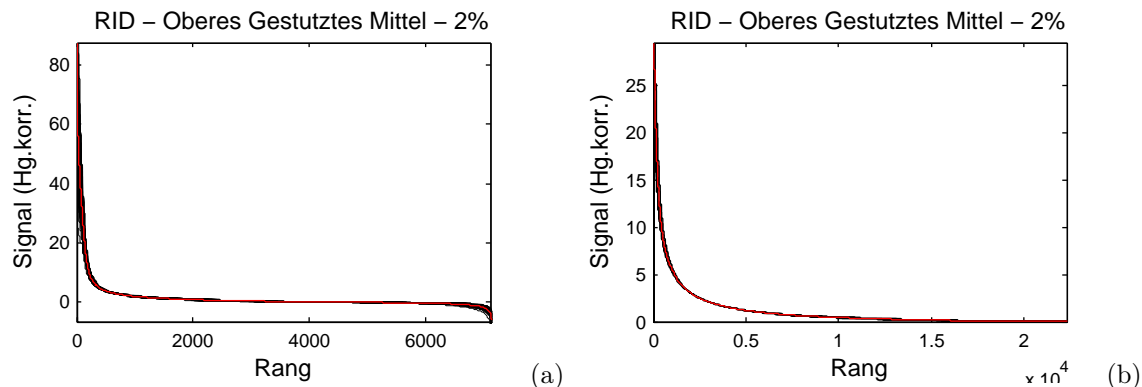 RID – Oberes Gestutztes Mittel – 2%
Signal (Hg.korr.)
80
60
40
20
0
0 2000 4000 6000
Rang
(a)
RID – Oberes Gestutztes Mittel – 2%
Signal (Hg.korr.)
25
20
15
10
5
0
0 0.5 1 1.5 2
x 10^4
Rang
(b)